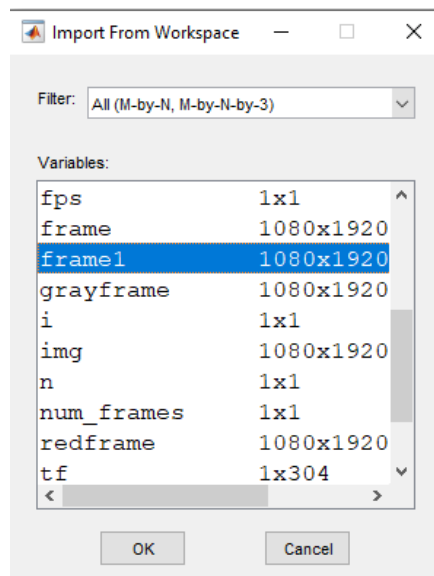 Import From Workspace
Filter: All (M-by-N, M-by-N-by-3)
Variables:
fps 1x1
frame 1080x1920
frame1 1080x1920
grayframe 1080x1920
i 1x1
img 1080x1920
n 1x1
num_frames 1x1
redframe 1080x1920
tf 1x304
OK Cancel